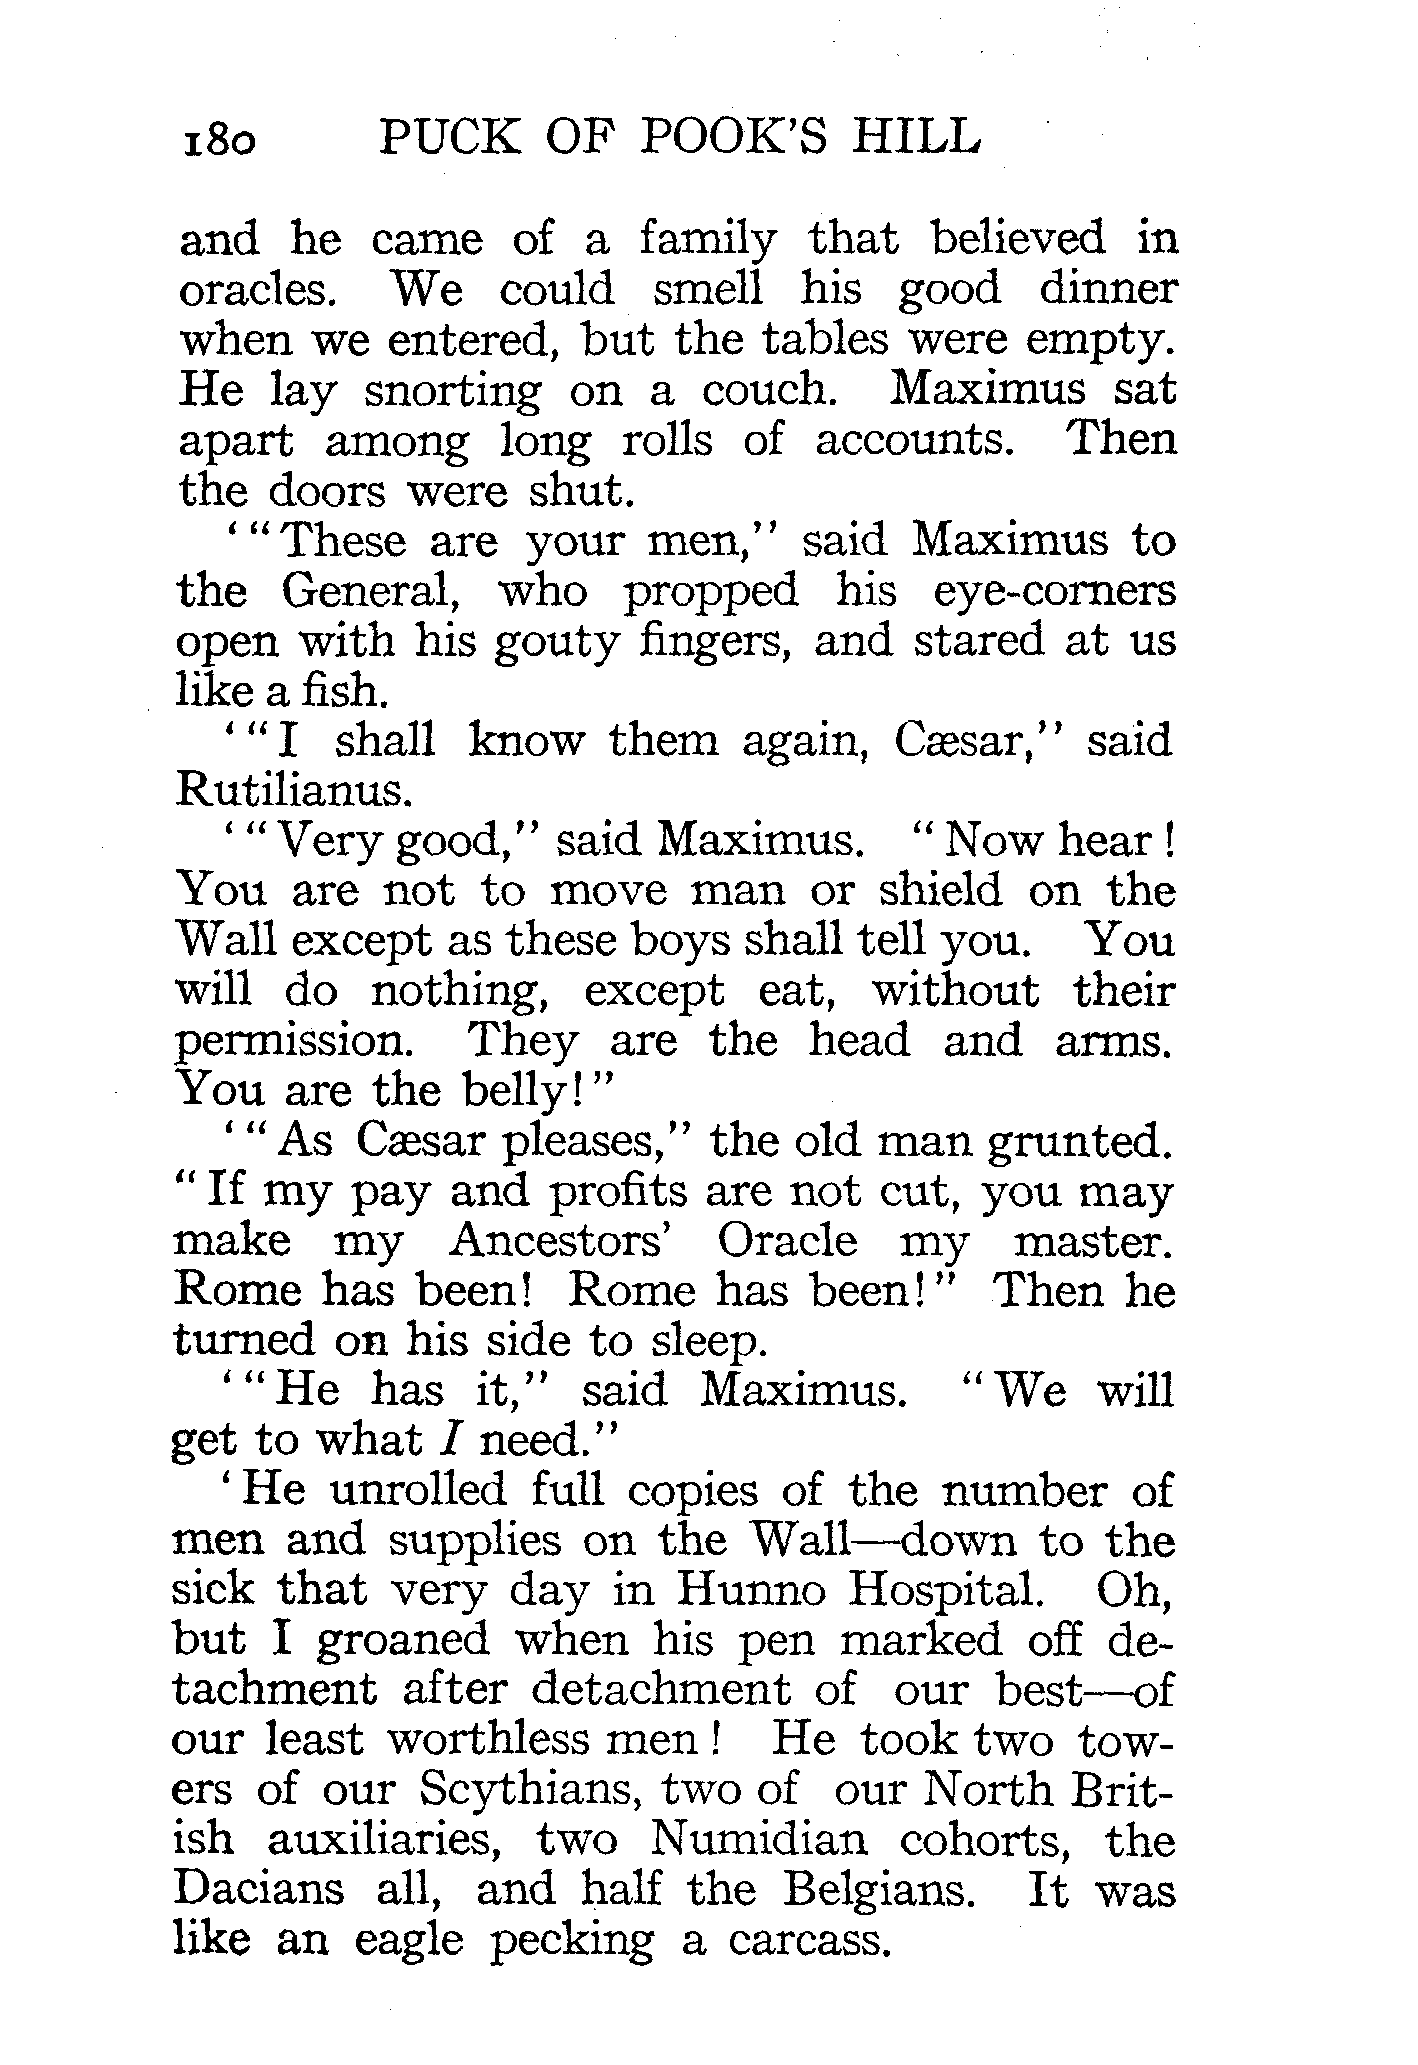 180 PUCK OF POOK'S HILL
and he came of a family that believed in
oracles. We could smell his good dinner
when we entered, but the tables were empty.
He lay snorting on a couch. Maximus sat
apart among long rolls of accounts. Then
the doors were shut.
‘“These are your men,” said Maximus to
the General, who propped his eye-corners
open with his gouty fingers, and stared at us
like a fish.
‘“I shall know them again, Cæsar,” said
Rutilianus.
‘“Very good,” said Maximus. “Now hear!
You are not to move man or shield on the
Wall except as these boys shall tell you. You
will do nothing, except eat, without their
permission. They are the head and arms.
You are the belly!”
‘“As Cæsar pleases,” the old man grunted.
“If my pay and profits are not cut, you may
make my Ancestors’ Oracle my master.
Rome has been! Rome has been!” Then he
turned on his side to sleep.
‘“He has it,” said Maximus. “We will
get to what I need.”
‘He unrolled full copies of the number of
men and supplies on the Wall—down to the
sick that very day in Hunno Hospital. Oh,
but I groaned when his pen marked off de-
tachment after detachment of our best—of
our least worthless men! He took two tow-
ers of our Scythians, two of our North Brit-
ish auxiliaries, two Numidian cohorts, the
Dacians all, and half the Belgians. It was
like an eagle pecking a carcass.